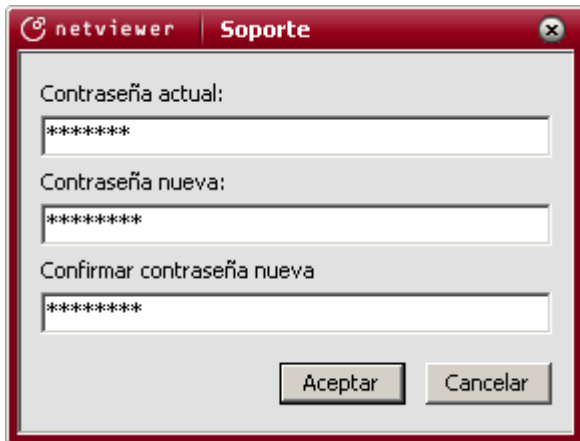 netviewer Soporte
Contraseña actual:
*******
Contraseña nueva:
********
Confirmar contraseña nueva
********
Aceptar Cancelar